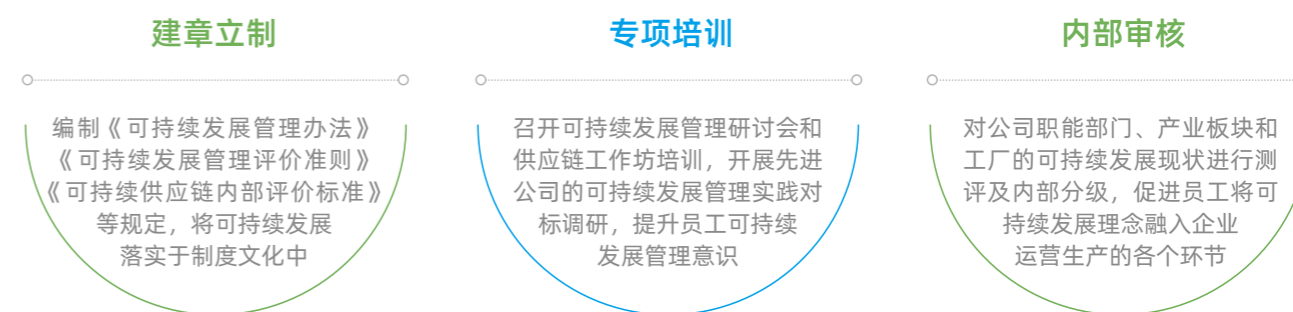 建章立制
编制《可持续发展管理办法》
《可持续发展管理评价准则》
《可持续供应链内部评价标准》
等规定，将可持续发展
落实于制度文化中
专项培训
召开可持续发展管理研讨会和
供应链工作坊培训，开展先进
公司的可持续发展管理实践对
标调研，提升员工可持续
发展管理意识
内部审核
对公司职能部门、产业板块和
工厂的可持续发展现状进行测
评及内部分级，促进员工将可
持续发展理念融入企业
运营生产的各个环节